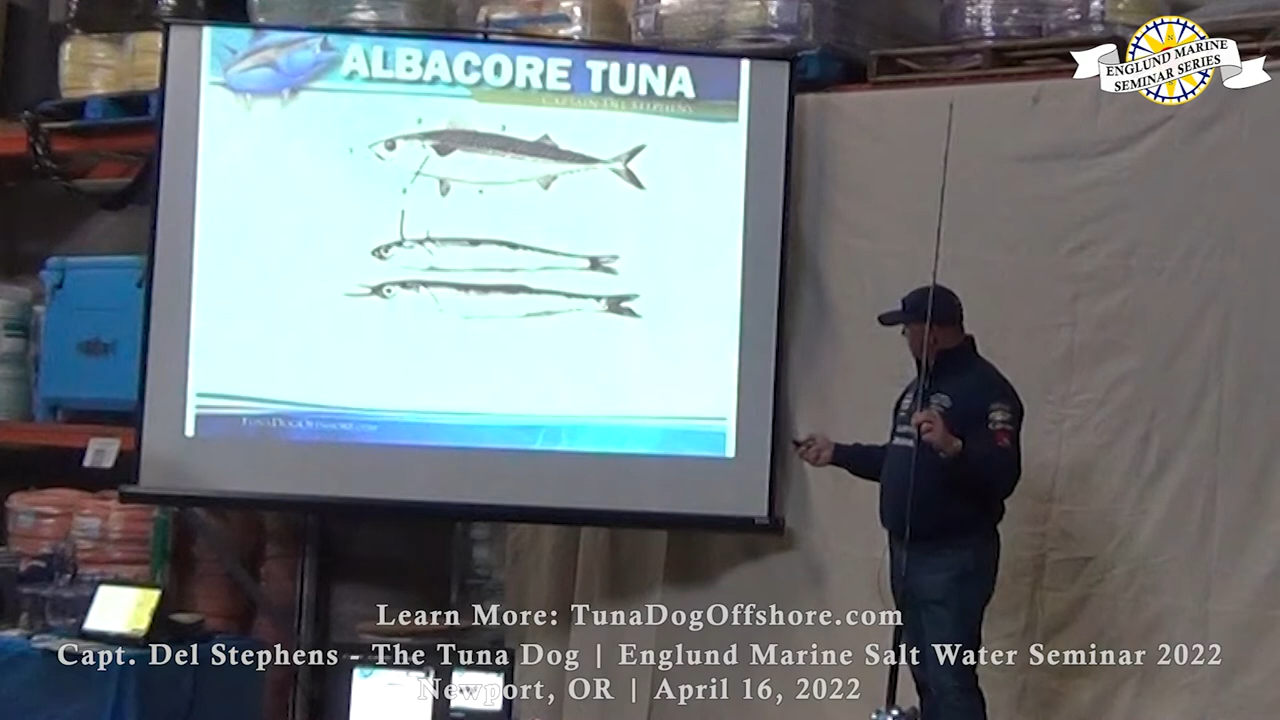 ENGLUND MARINE
SEMINAR SERIES
ALBACORE TUNA
CAPTAIN DEL STEPHENS
TUNADOGOFFSHORE.COM
Learn More: TunaDogOffshore.com
Capt. Del Stephens - The Tuna Dog | Englund Marine Salt Water Seminar 2022
Newport, OR | April 16, 2022